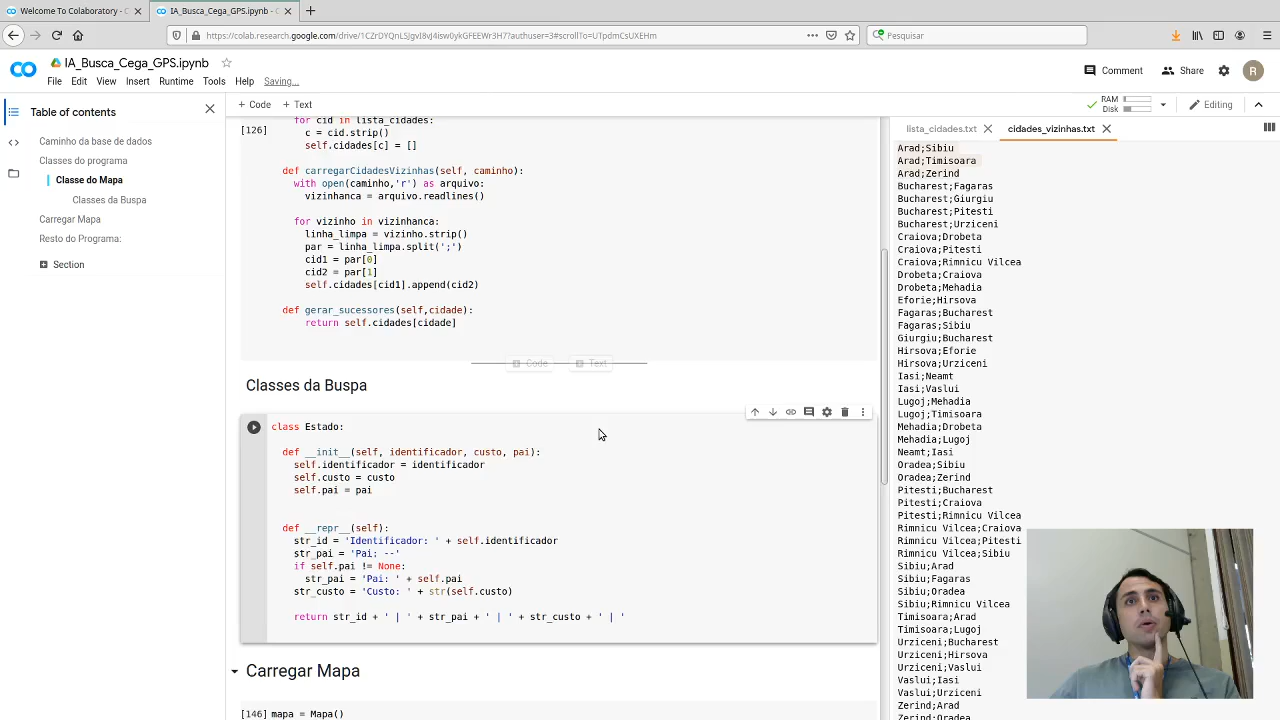 Welcome To Colaboratory - C
IA_Busca_Cega_GPS.ipynb - C
https://colab.research.google.com/drive/1CZrDYQnLSJgvI8vJ4isw0ykGFEEWr3H7?authuser=3#scrollTo=UTpdmCsUXEHm
Pesquisar
IA_Busca_Cega_GPS.ipynb
File Edit View Insert Runtime Tools Help Saving...
Comment Share R
Table of contents
+ Code + Text
RAM
Disk
Editing
Caminho da base de dados
Classes do programa
Classe do Mapa
Classes da Buspa
Carregar Mapa
Resto do Programa:
Section
[126]
for cid in lista_cidades:
c = cid.strip()
self.cidades[c] = []
def carregarCidadesVizinhas(self, caminho):
with open(caminho,'r') as arquivo:
vizinhanca = arquivo.readlines()
for vizinho in vizinhanca:
linha_limpa = vizinho.strip()
par = linha_limpa.split(';')
cid1 = par[0]
cid2 = par[1]
self.cidades[cid1].append(cid2)
def gerar_sucessores(self,cidade):
return self.cidades[cidade]
Code Text
Classes da Buspa
class Estado:
def __init__(self, identificador, custo, pai):
self.identificador = identificador
self.custo = custo
self.pai = pai
def __repr__(self):
str_id = 'Identificador: ' + self.identificador
str_pai = 'Pai: --'
if self.pai != None:
str_pai = 'Pai: ' + self.pai
str_custo = 'Custo: ' + str(self.custo)
return str_id + ' | ' + str_pai + ' | ' + str_custo + ' | '
Carregar Mapa
[146] mapa = Mapa()
lista_cidades.txt
cidades_vizinhas.txt
Arad;Sibiu
Arad;Timisoara
Arad;Zerind
Bucharest;Fagaras
Bucharest;Giurgiu
Bucharest;Pitesti
Bucharest;Urziceni
Craiova;Drobeta
Craiova;Pitesti
Craiova;Rimnicu Vilcea
Drobeta;Craiova
Drobeta;Mehadia
Eforie;Hirsova
Fagaras;Bucharest
Fagaras;Sibiu
Giurgiu;Bucharest
Hirsova;Eforie
Hirsova;Urziceni
Iasi;Neamt
Iasi;Vaslui
Lugoj;Mehadia
Lugoj;Timisoara
Mehadia;Drobeta
Mehadia;Lugoj
Neamt;Iasi
Oradea;Sibiu
Oradea;Zerind
Pitesti;Bucharest
Pitesti;Craiova
Pitesti;Rimnicu Vilcea
Rimnicu Vilcea;Craiova
Rimnicu Vilcea;Pitesti
Rimnicu Vilcea;Sibiu
Sibiu;Arad
Sibiu;Fagaras
Sibiu;Oradea
Sibiu;Rimnicu Vilcea
Timisoara;Arad
Timisoara;Lugoj
Urziceni;Bucharest
Urziceni;Hirsova
Urziceni;Vaslui
Vaslui;Iasi
Vaslui;Urziceni
Zerind;Arad
Zerind;Oradea